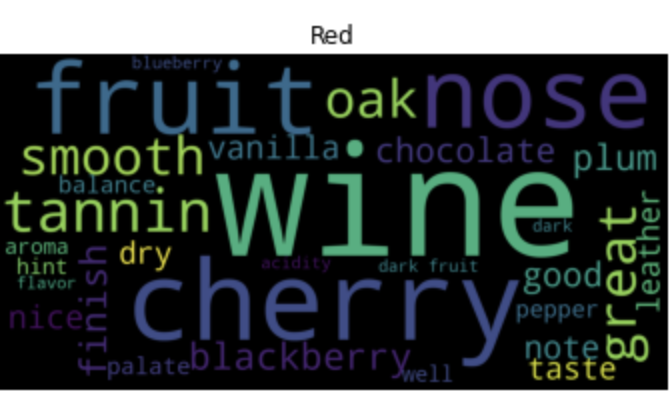 Red
blueberry
fruit oak nose
smooth vanilla chocolate plum
balance
tannin wine dark
great leather
aroma dry
hint acidity dark fruit good
flavor finish cherry pepper
nice note
palate blackberry well taste